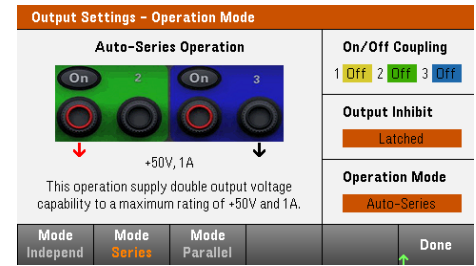 Output Settings - Operation Mode
Auto-Series Operation
On 2 On 3
+50V, 1A
This operation supply double output voltage
capability to a maximum rating of +50V and 1A.
On/Off Coupling
1 Off 2 Off 3 Off
Output Inhibit
Latched
Operation Mode
Auto-Series
Mode Independ
Mode Series
Mode Parallel
Done